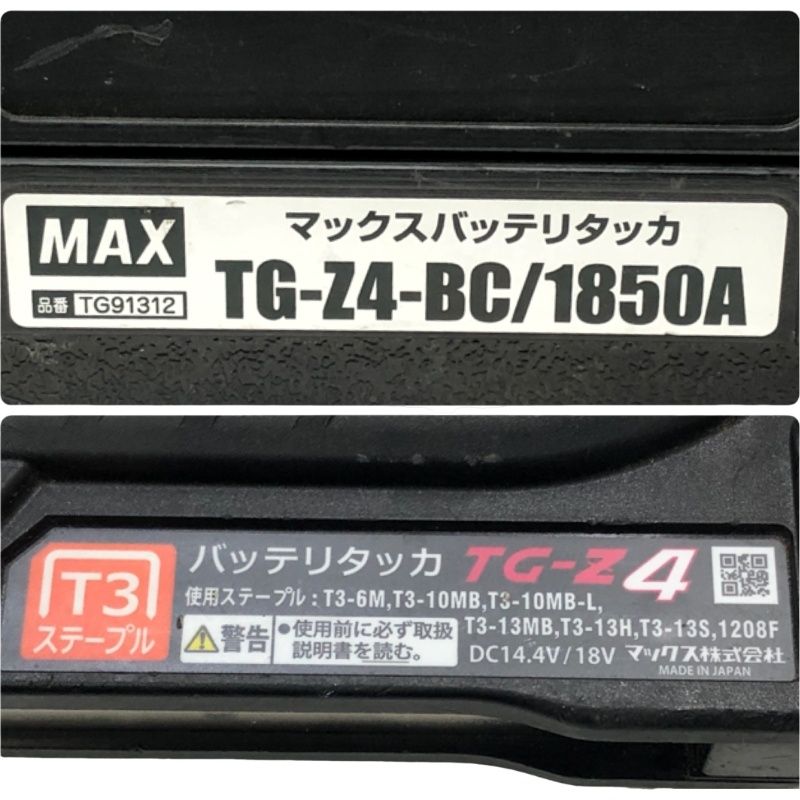 MAX
マックスバッテリタッカ
品番 TG91312
TG-Z4-BC/1850A
T3
ステープル
バッテリタッカ TG-Z4
使用ステープル：T3-6M,T3-10MB,T3-10MB-L,
T3-13MB,T3-13H,T3-13S,1208F
警告
●使用前に必ず取扱
説明書を読む。
DC14.4V/18V マックス株式会社
MADE IN JAPAN